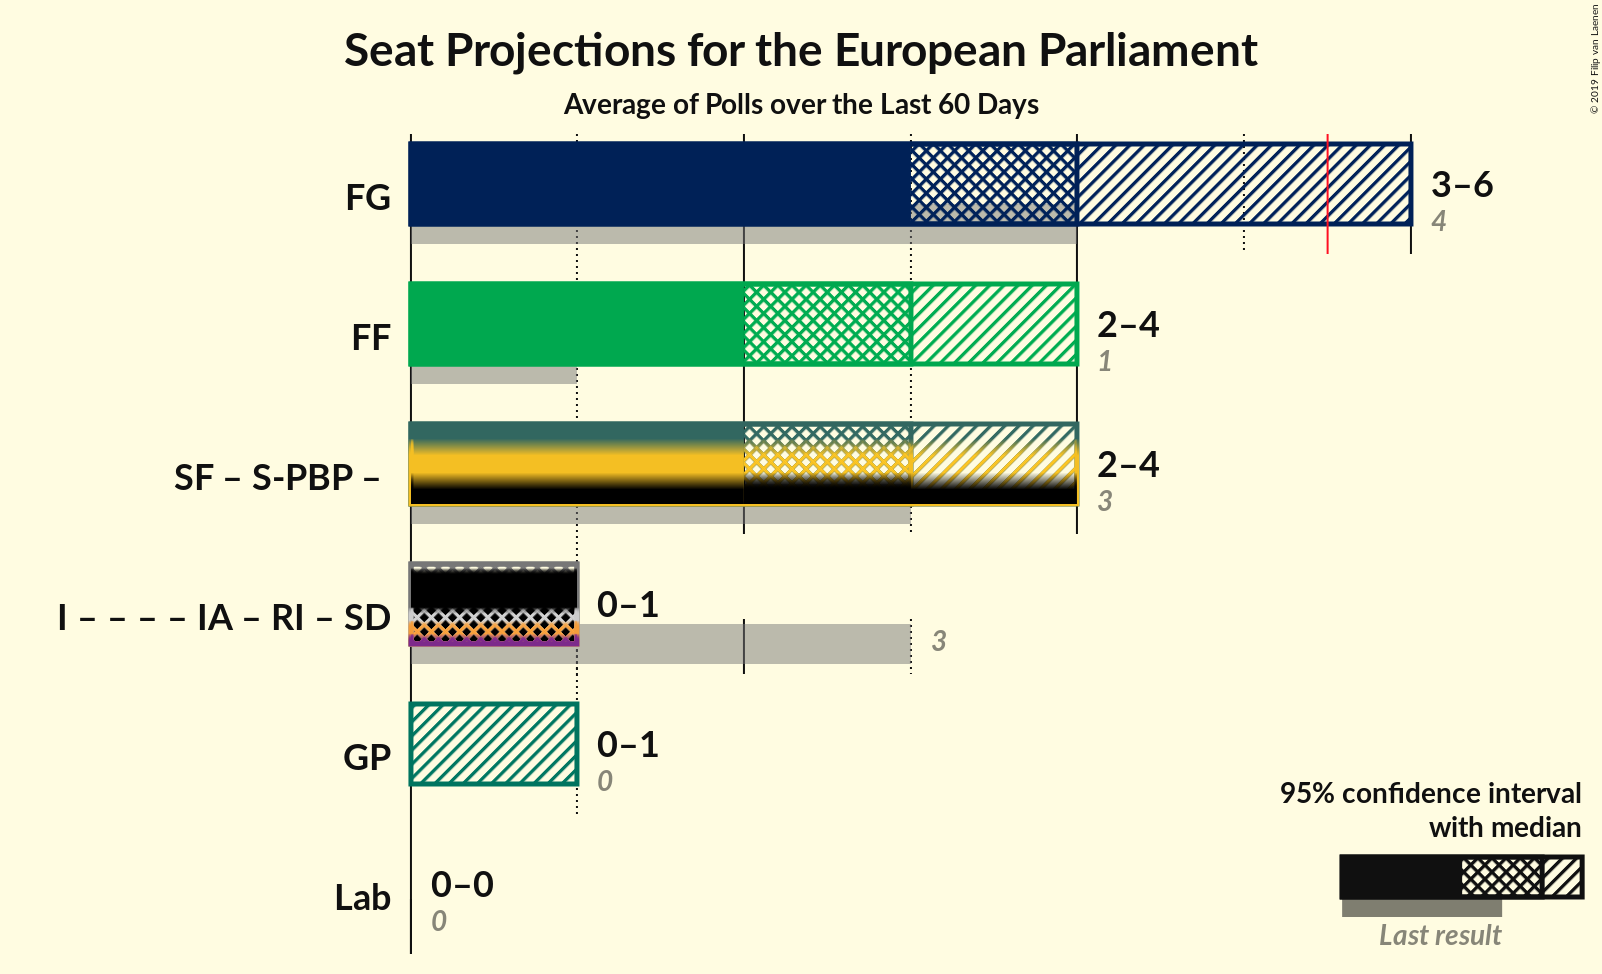 Seat Projections for the European Parliament
Average of Polls over the Last 60 Days
© 2019 Filip van Laenen
FG
3–6
4
FF
2–4
1
SF – S-PBP –
2–4
3
I – – – – IA – RI – SD
0–1
3
GP
0–1
0
Lab
0–0
0
95% confidence interval
with median
Last result